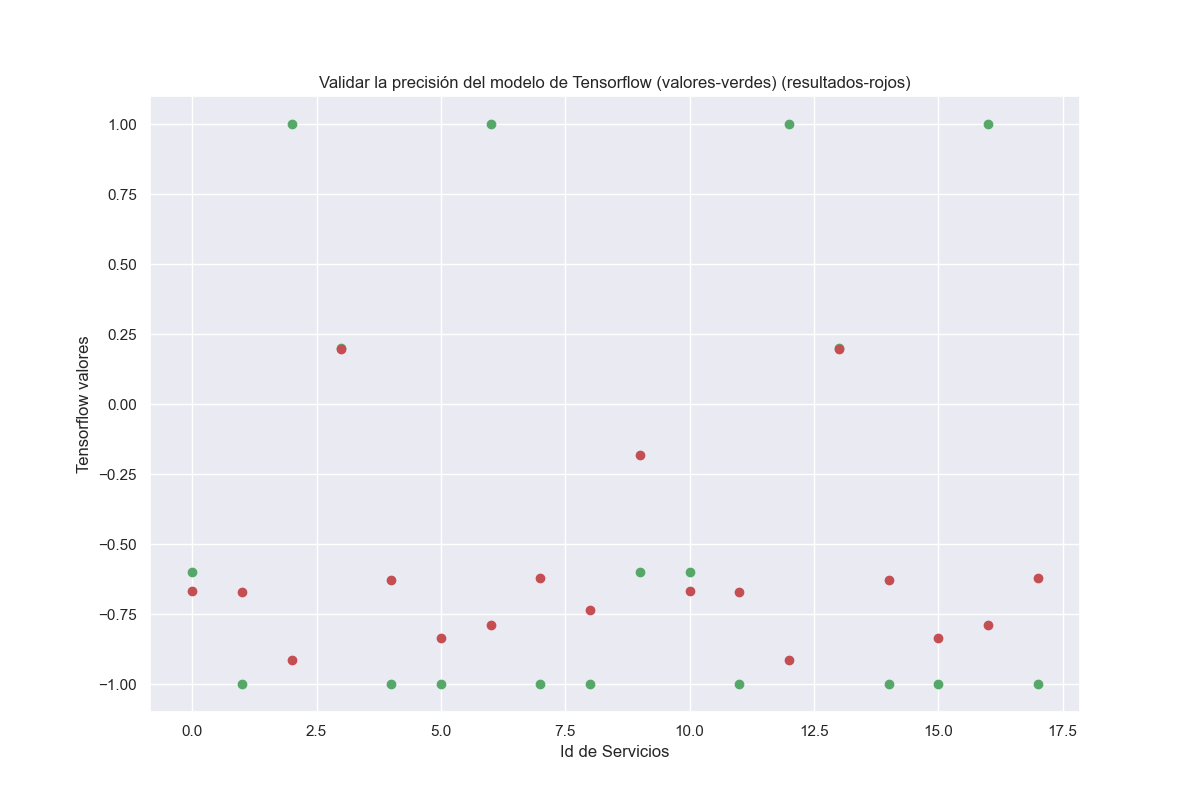 Validar la precisión del modelo de Tensorflow (valores-verdes) (resultados-rojos)
Tensorflow valores
1.00
0.75
0.50
0.25
0.00
−0.25
−0.50
−0.75
−1.00
0.0 2.5 5.0 7.5 10.0 12.5 15.0 17.5
Id de Servicios